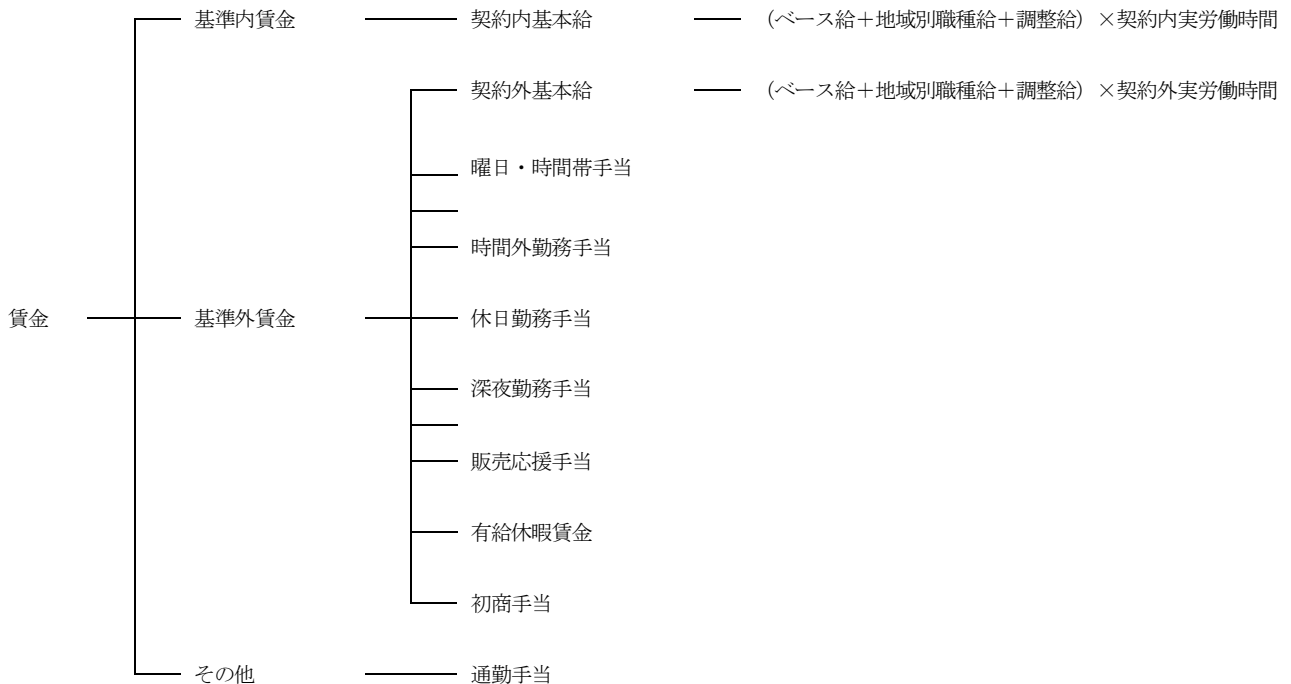 基準内賃金 契約内基本給 (ベース給+地域別職種給+調整給)×契約内実労働時間
契約外基本給 (ベース給+地域別職種給+調整給)×契約外実労働時間
曜日・時間帯手当
時間外勤務手当
賃金 基準外賃金 休日勤務手当
深夜勤務手当
販売応援手当
有給休暇賃金
初商手当
その他 通勤手当